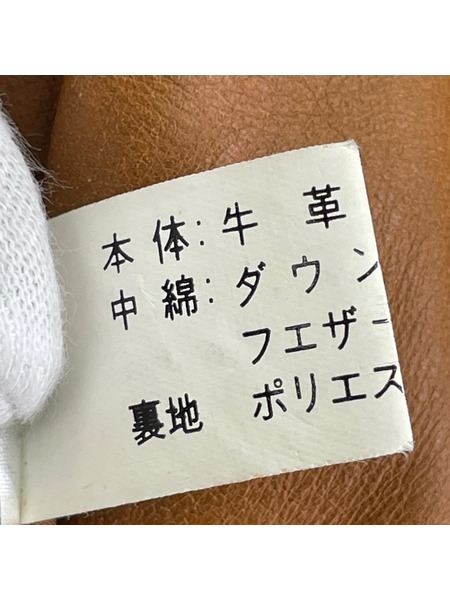 本体:牛 革
中綿:ダウン
フエザー
裏地 ポリエス